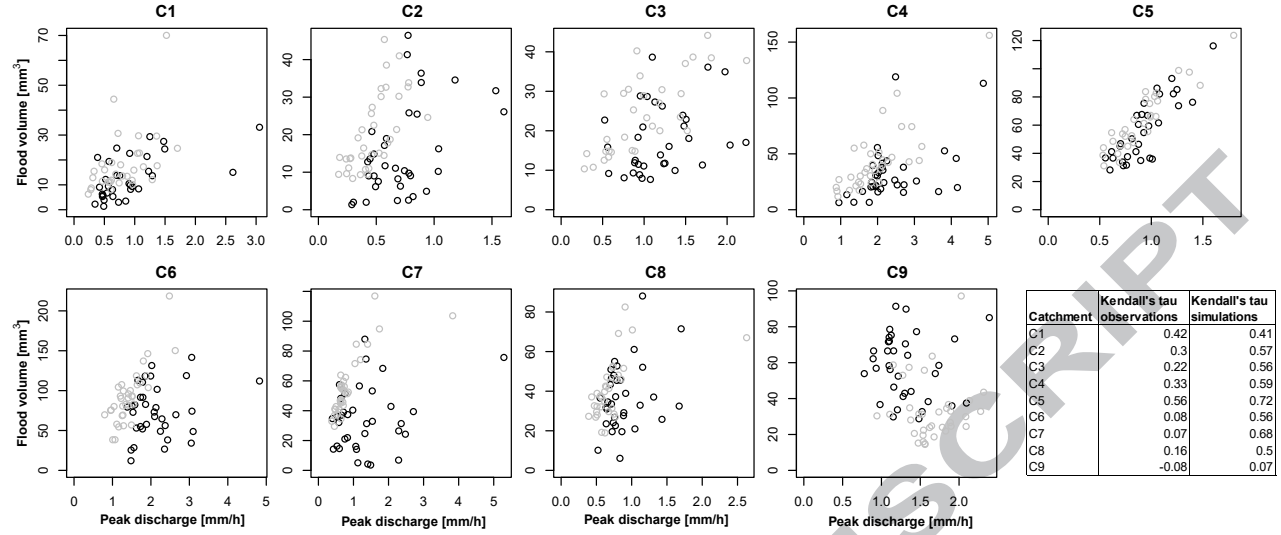 C1 C2 C3 C4 C5
Flood volume [mm³]
70
50
30
10
0
0.0 0.5 1.0 1.5 2.0 2.5 3.0
40
30
20
10
0
0.0 0.5 1.0 1.5
40
30
20
10
0
0.0 0.5 1.0 1.5 2.0
150
100
50
0
0 1 2 3 4 5
120
80
60
40
20
0
0.0 0.5 1.0 1.5
C6 C7 C8 C9
Flood volume [mm³]
200
150
100
50
0
0 1 2 3 4 5
Peak discharge [mm/h]
100
80
60
40
20
0
0 1 2 3 4 5
Peak discharge [mm/h]
80
60
40
20
0
0.0 0.5 1.0 1.5 2.0 2.5
Peak discharge [mm/h]
100
80
60
40
20
0
0.0 0.5 1.0 1.5 2.0
Peak discharge [mm/h]
Catchment Kendall's tau observations Kendall's tau simulations
C1 0.42 0.41
C2 0.3 0.57
C3 0.22 0.56
C4 0.33 0.59
C5 0.56 0.72
C6 0.08 0.56
C7 0.07 0.68
C8 0.16 0.5
C9 -0.08 0.07
USCRIPT